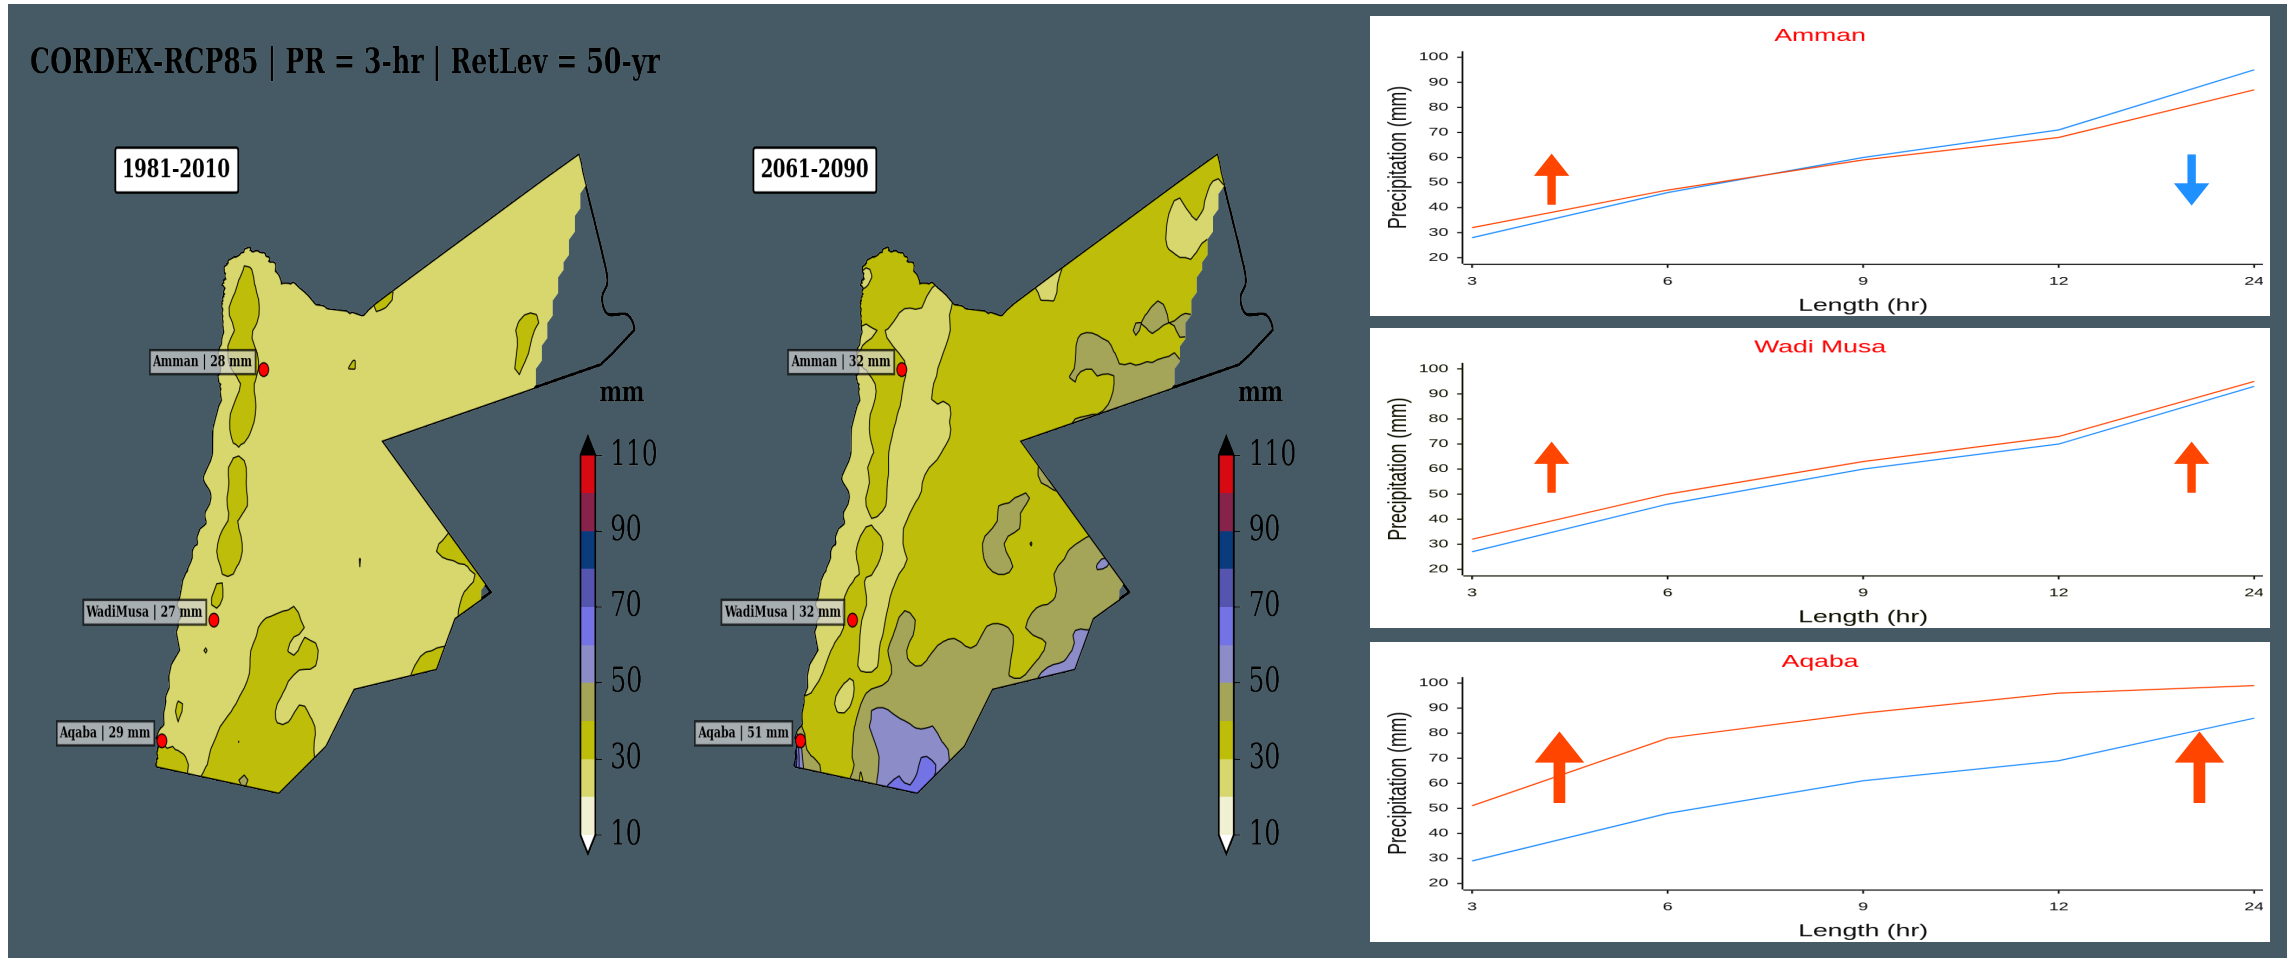 CORDEX-RCP85 | PR = 3-hr | RetLev = 50-yr
1981-2010
Amman | 28 mm
WadiMusa | 27 mm
Aqaba | 29 mm
mm
110
90
70
50
30
10
2061-2090
Amman | 32 mm
WadiMusa | 32 mm
Aqaba | 51 mm
mm
110
90
70
50
30
10
Amman
Precipitation (mm)
100
90
80
70
60
50
40
30
20
3 6 9 12 24
Length (hr)
Wadi Musa
Precipitation (mm)
100
90
80
70
60
50
40
30
20
3 6 9 12 24
Length (hr)
Aqaba
Precipitation (mm)
100
90
80
70
60
50
40
30
20
3 6 9 12 24
Length (hr)